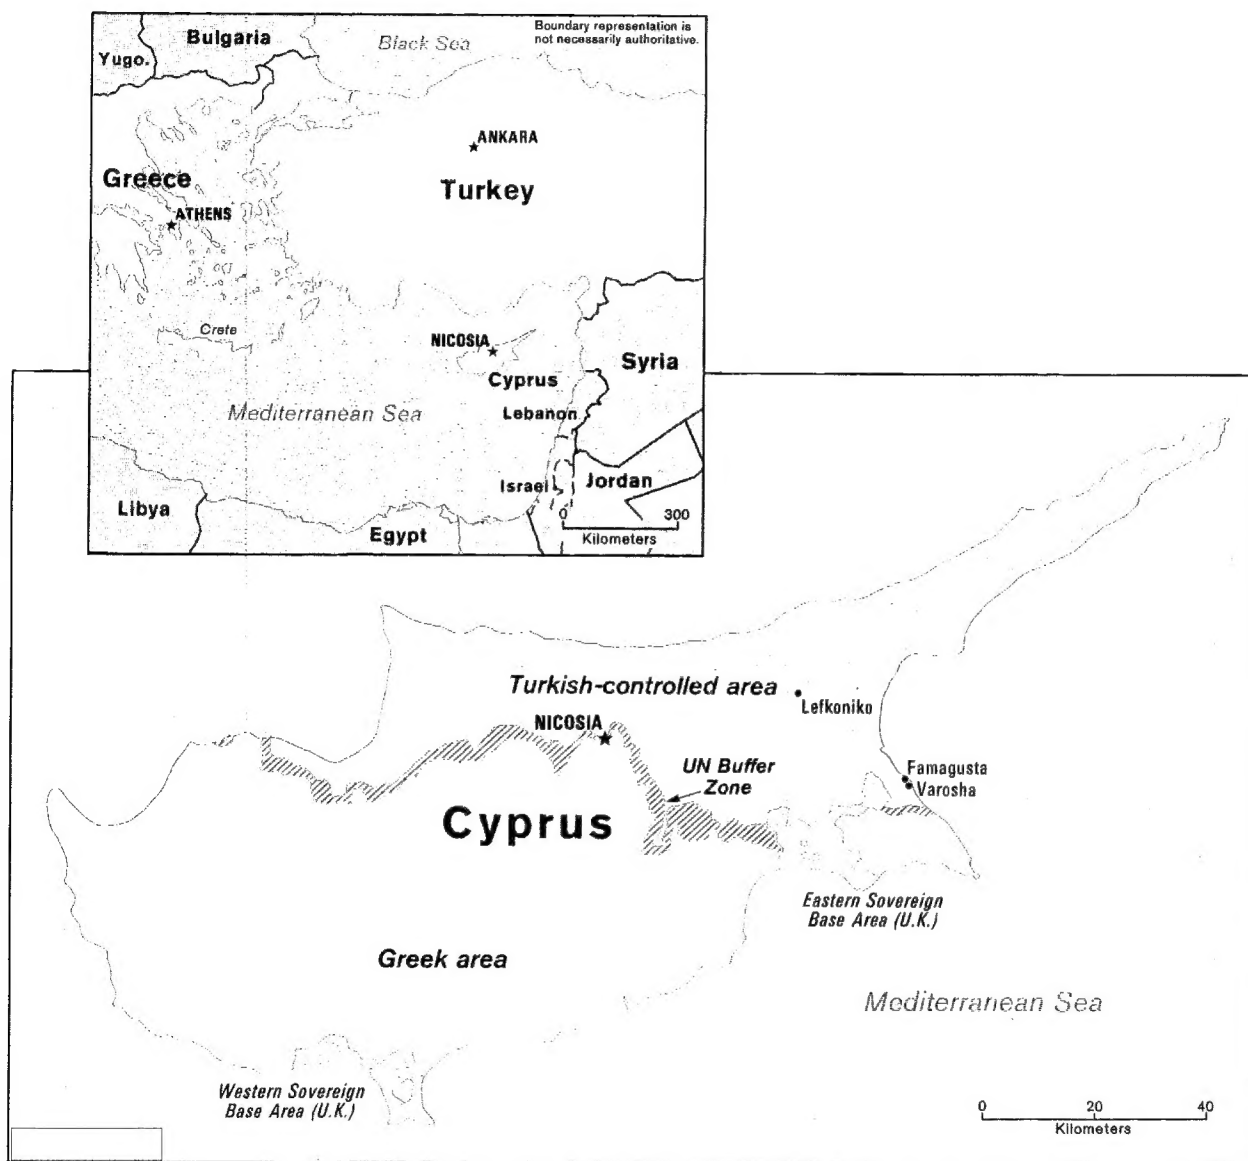 Boundary representation is
not necessarily authoritative.
Bulgaria
Black Sea
Yugo.
ANKARA
Greece
Turkey
ATHENS
Crete
NICOSIA
Syria
Cyprus
Mediterranean Sea
Lebanon
Israel
Jordan
Libya
0 300
Kilometers
Egypt
Turkish-controlled area
Lefkoniko
NICOSIA
UN Buffer
Zone
Famagusta
Varosha
Cyprus
Eastern Sovereign
Base Area (U.K.)
Greek area
Mediterranean Sea
Western Sovereign
Base Area (U.K.)
0 20 40
Kilometers